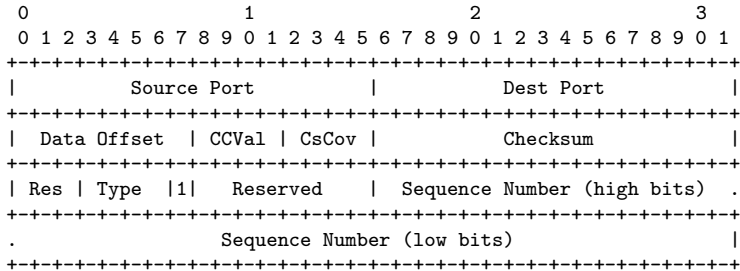 0                   1                   2                   3
 0 1 2 3 4 5 6 7 8 9 0 1 2 3 4 5 6 7 8 9 0 1 2 3 4 5 6 7 8 9 0 1
+-+-+-+-+-+-+-+-+-+-+-+-+-+-+-+-+-+-+-+-+-+-+-+-+-+-+-+-+-+-+-+-+
|          Source Port          |           Dest Port           |
+-+-+-+-+-+-+-+-+-+-+-+-+-+-+-+-+-+-+-+-+-+-+-+-+-+-+-+-+-+-+-+-+
|  Data Offset  | CCVal | CsCov |           Checksum            |
+-+-+-+-+-+-+-+-+-+-+-+-+-+-+-+-+-+-+-+-+-+-+-+-+-+-+-+-+-+-+-+-+
| Res | Type  |1|   Reserved    |  Sequence Number (high bits)  .
+-+-+-+-+-+-+-+-+-+-+-+-+-+-+-+-+-+-+-+-+-+-+-+-+-+-+-+-+-+-+-+-+
.                  Sequence Number (low bits)                   |
+-+-+-+-+-+-+-+-+-+-+-+-+-+-+-+-+-+-+-+-+-+-+-+-+-+-+-+-+-+-+-+-+